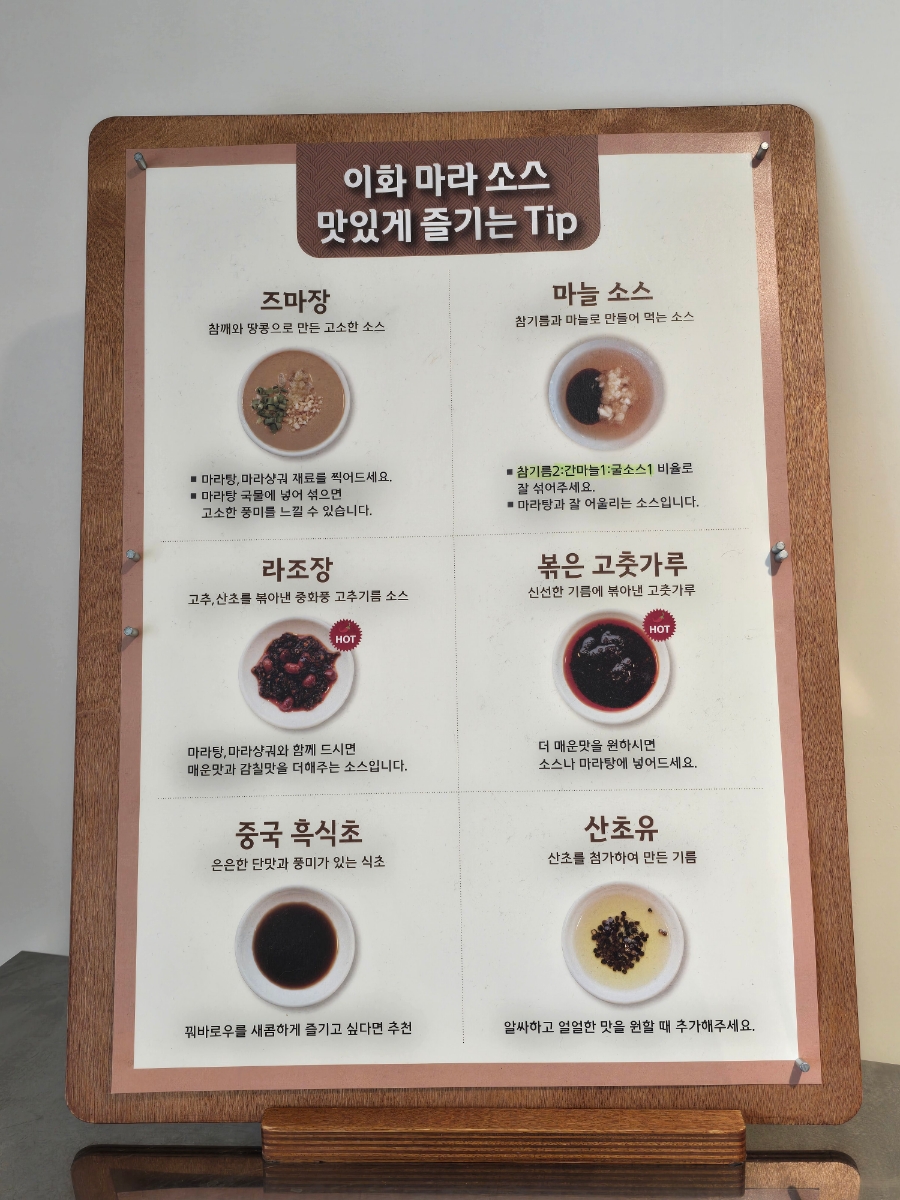 이화 마라 소스
맛있게 즐기는 Tip
즈마장
참깨와 땅콩으로 만든 고소한 소스
▪ 마라탕,마라샹궈 재료를 찍어드세요.
▪ 마라탕 국물에 넣어 섞으면
고소한 풍미를 느낄 수 있습니다.
마늘 소스
참기름과 마늘로 만들어 먹는 소스
▪ 참기름2:간마늘1:굴소스1 비율로
잘 섞어주세요.
▪ 마라탕과 잘 어울리는 소스입니다.
라조장
고추,산초를 볶아낸 중화풍 고추기름 소스
HOT
마라탕,마라샹궈와 함께 드시면
매운맛과 감칠맛을 더해주는 소스입니다.
볶은 고춧가루
신선한 기름에 볶아낸 고춧가루
HOT
더 매운맛을 원하시면
소스나 마라탕에 넣어드세요.
중국 흑식초
은은한 단맛과 풍미가 있는 식초
꿔바로우를 새콤하게 즐기고 싶다면 추천
산초유
산초를 첨가하여 만든 기름
알싸하고 얼얼한 맛을 원할 때 추가해주세요.